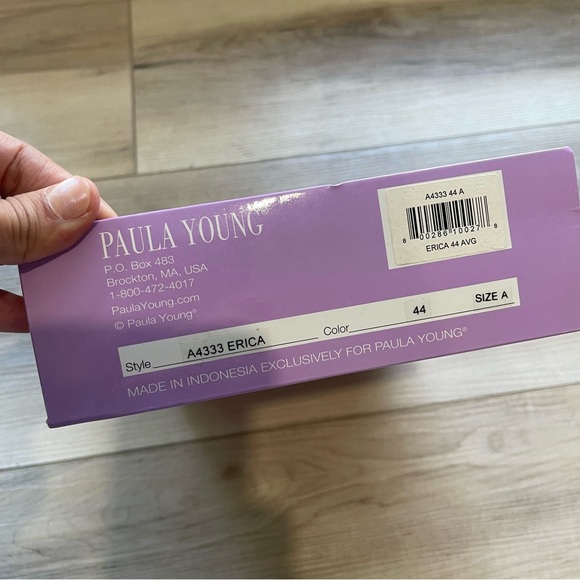 PAULA YOUNG
P.O. Box 483
Brockton, MA, USA
1-800-472-4017
PaulaYoung.com
© Paula Young®
A4333 44 A
8 00286 10027 8
ERICA 44 AVG
Style A4333 ERICA Color 44 SIZE A
MADE IN INDONESIA EXCLUSIVELY FOR PAULA YOUNG®